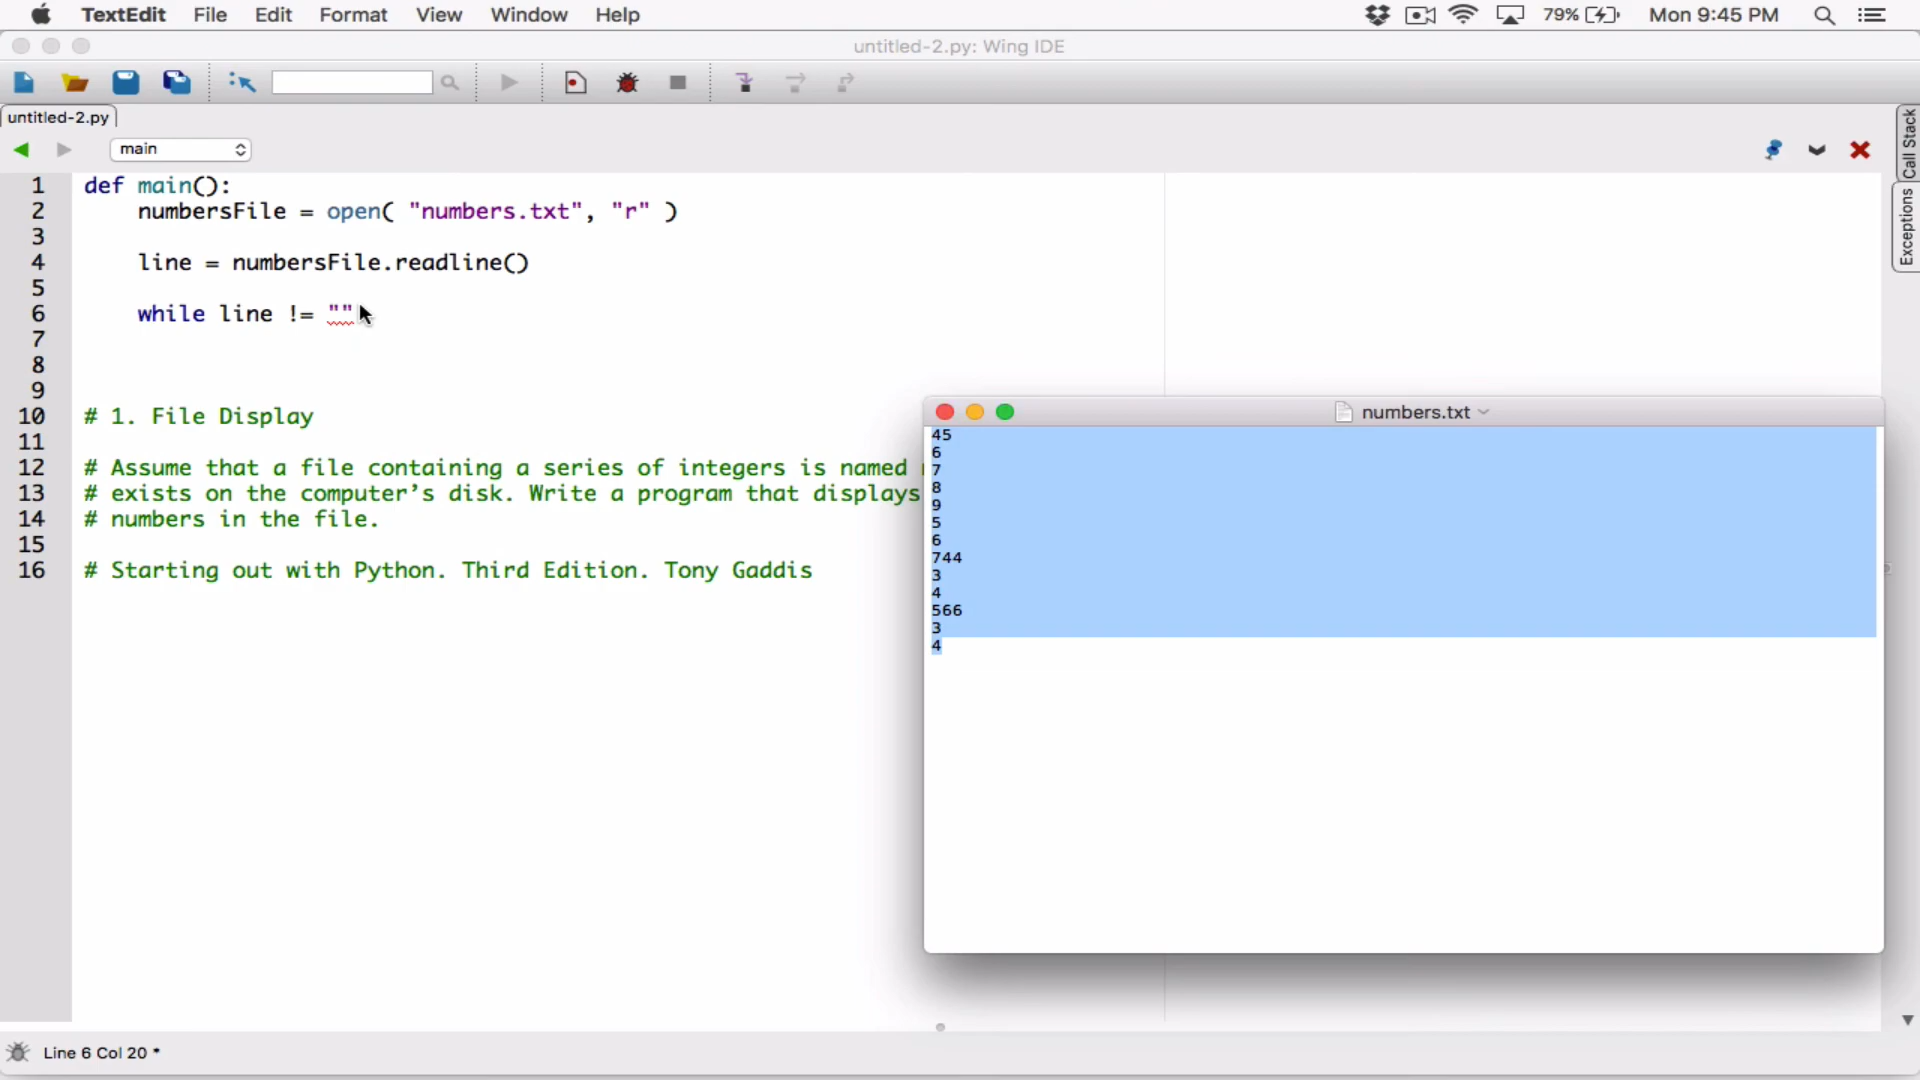 TextEdit File Edit Format View Window Help 79% Mon 9:45 PM
untitled-2.py: Wing IDE
untitled-2.py
main
Call Stack
Exceptions
1 def main():
2 numbersFile = open( "numbers.txt", "r" )
3
4 line = numbersFile.readline()
5
6 while line != ""
7
8
9
10 # 1. File Display
11
12 # Assume that a file containing a series of integers is named
13 # exists on the computer’s disk. Write a program that displays
14 # numbers in the file.
15
16 # Starting out with Python. Third Edition. Tony Gaddis
numbers.txt
45
6
7
8
9
5
6
744
3
4
566
3
4
Line 6 Col 20 *